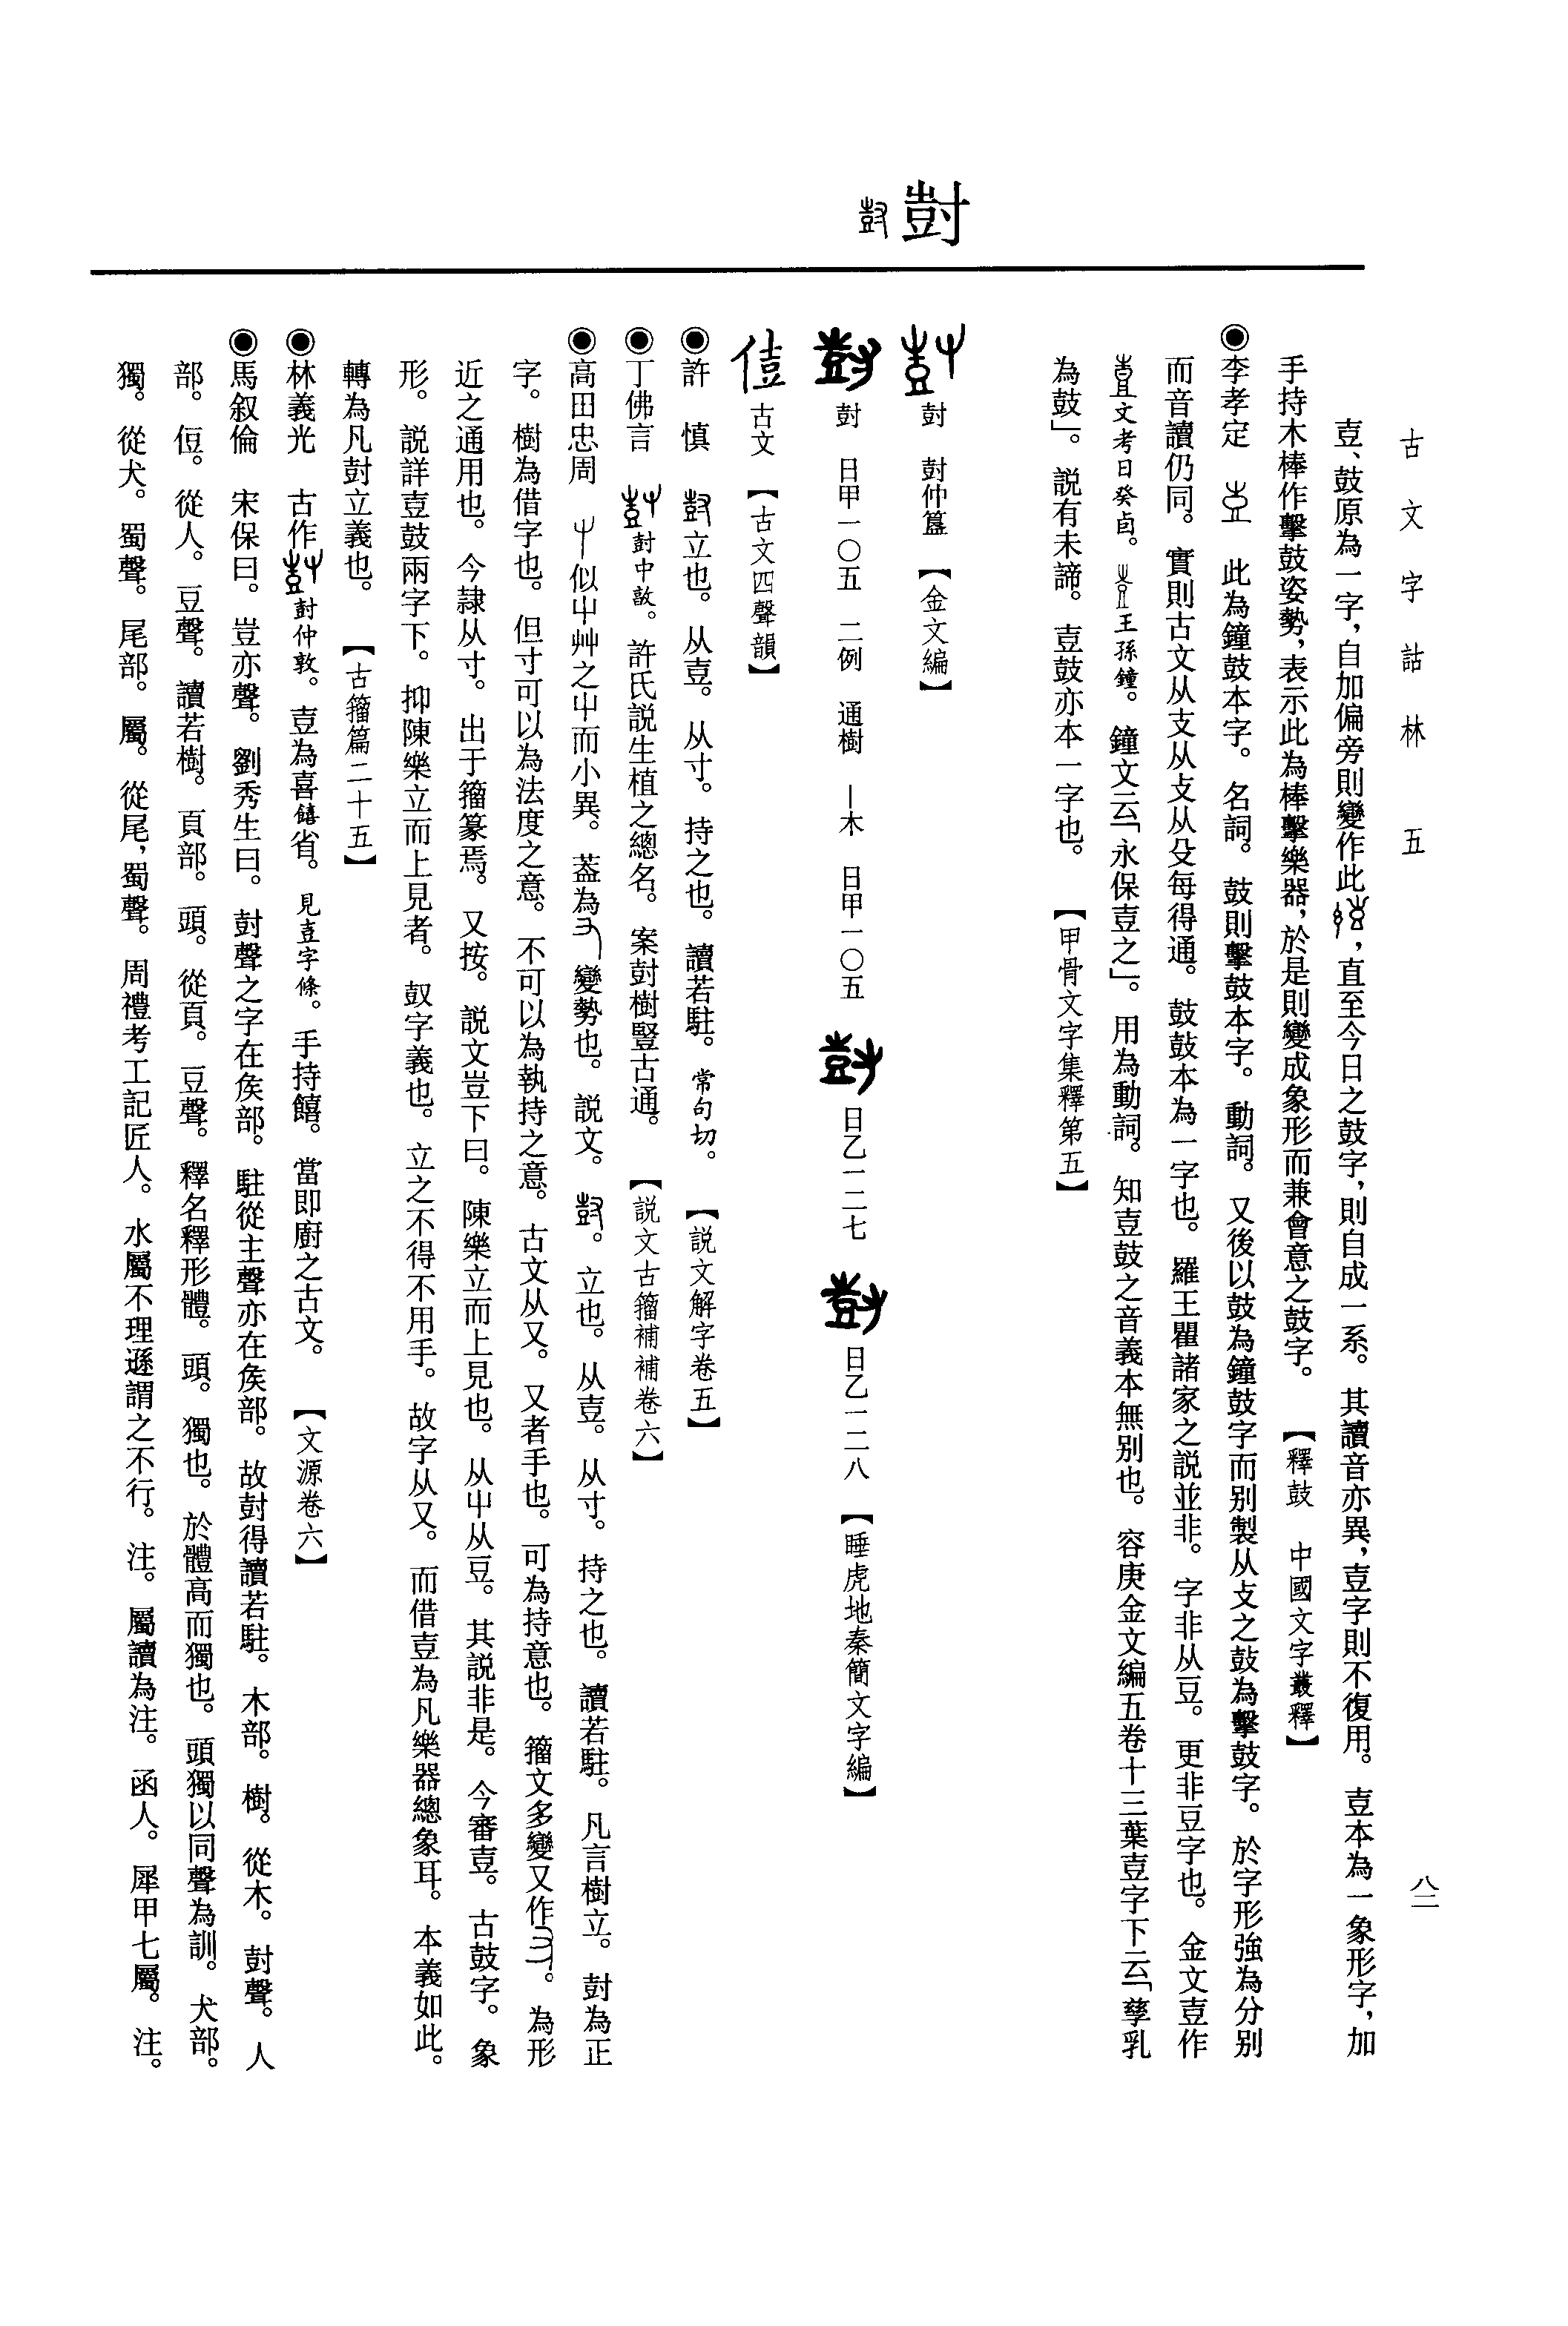 古文字詁林 五
八二
尌
壴、鼓原為一字，自加偏旁則變作此，直至今日之鼓字，則自成一系。其讀音亦異，壴字則不復用。壴本為一象形字，加
手持木棒作擊鼓姿勢，表示此為棒擊樂器，於是則變成象形而兼會意之鼓字。【釋鼓 中國文字叢釋】
◉李孝定 此為鐘鼓本字。名詞。鼓則擊鼓本字。動詞。又後以鼓為鐘鼓字而别製从攴之鼓為擊鼓字。於字形強為分别
而音讀仍同。實則古文从支从攴从殳每得通。鼓鼔本為一字也。羅王瞿諸家之説並非。字非从豆。更非豆字也。金文壴作
文考日癸卣。王孫鐘。鐘文云「永保壴之」。用為動詞。知壴鼓之音義本無别也。容庚金文編五卷十三葉壴字下云「孳乳
為鼓」。説有未諦。壴鼓亦本一字也。【甲骨文字集釋第五】
尌 尌仲簋 【金文編】
尌 日甲一〇五 二例 通樹 —木 日甲一〇五 日乙一二七 日乙一二八 【睡虎地秦簡文字編】
古文 【古文四聲韻】
◉許慎 立也。从壴。从寸。持之也。讀若駐。常句切。【説文解字卷五】
◉丁佛言 尌中敦。許氏説生植之總名。案尌樹豎古通。【説文古籀補補卷六】
◉高田忠周 似屮艸之屮而小異。葢為變勢也。説文。立也。从壴。从寸。持之也。讀若駐。凡言樹立。尌為正
字。樹為借字也。但寸可以為法度之意。不可以為執持之意。古文从又。又者手也。可為持意也。籀文多變又作。為形
近之通用也。今隷从寸。出于籀篆焉。又按。説文豈下曰。陳樂立而上見也。从屮从豆。其説非是。今審壴。古鼓字。象
形。説詳壴鼓兩字下。抑陳樂立而上見者。㪛字義也。立之不得不用手。故字从又。而借壴為凡樂器總象耳。本義如此。
轉為凡尌立義也。【古籀篇二十五】
◉林義光 古作尌仲敦。壴為喜饎省。見壴字條。手持饎。當即廚之古文。【文源卷六】
◉馬叙倫 宋保曰。豈亦聲。劉秀生曰。尌聲之字在矦部。駐從主聲亦在矦部。故尌得讀若駐。木部。樹。從木。尌聲。人
部。侸。從人。豆聲。讀若樹。頁部。頭。從頁。豆聲。釋名釋形體。頭。獨也。於體高而獨也。頭獨以同聲為訓。犬部。
獨。從犬。蜀聲。尾部。屬。從尾，蜀聲。周禮考工記匠人。水屬不理遜謂之不行。注。屬讀為注。函人。犀甲七屬。注。